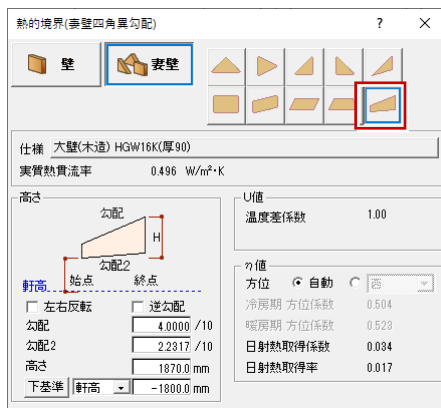 熱的境界(妻壁四角異勾配)
? ×
壁
妻壁
仕様 大壁(木造) HGW16K(厚90)
実質熱貫流率 0.496 W/m²・K
高さ
勾配
H
勾配2
軒高 始点 終点
左右反転 逆勾配
勾配 4.0000 /10
勾配2 2.2317 /10
高さ 1870.0 mm
下基準 軒高 -1800.0 mm
U値
温度差係数 1.00
η値
方位 自動 西
冷房期 方位係数 0.504
暖房期 方位係数 0.523
日射熱取得係数 0.034
日射熱取得率 0.017